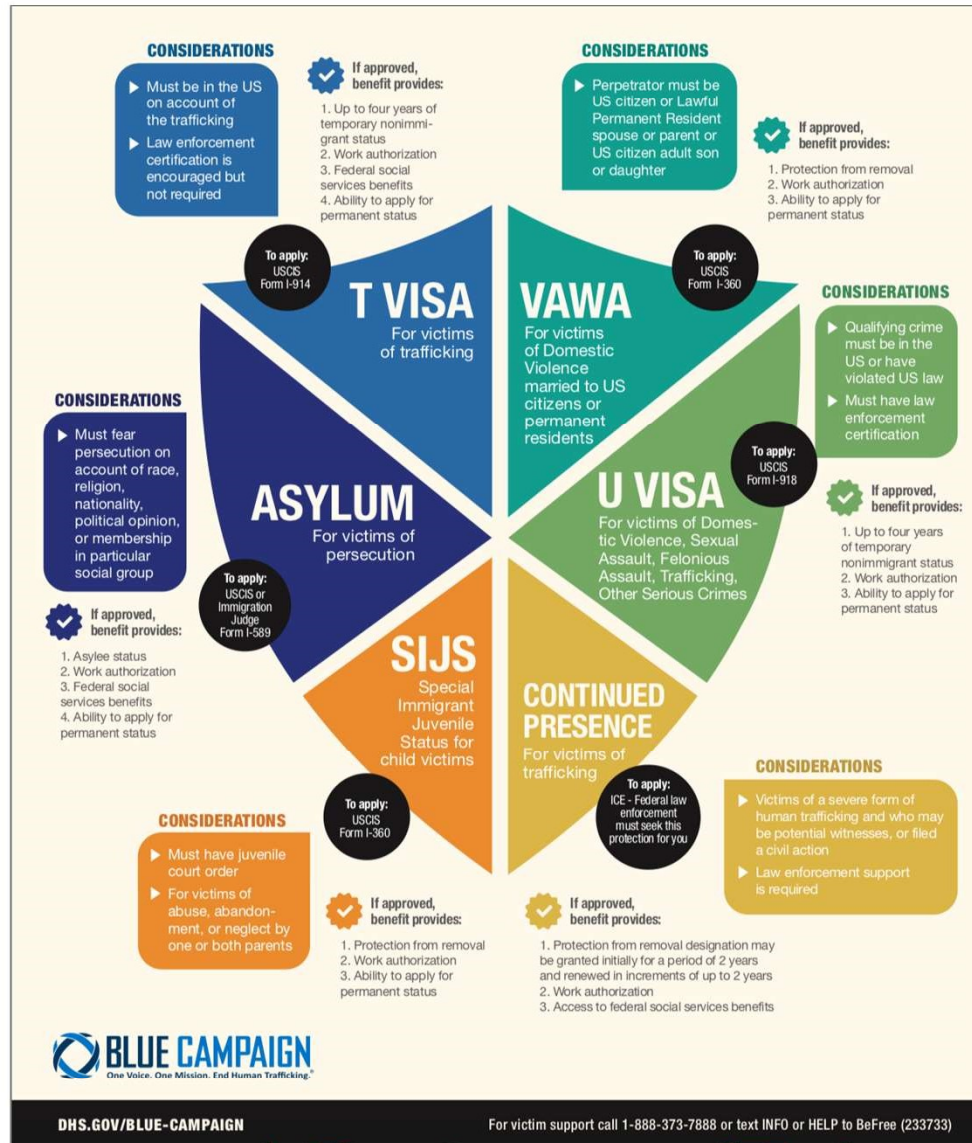 CONSIDERATIONS
Must be in the US
on account of
the trafficking
Law enforcement
certification is
encouraged but
not required
If approved,
benefit provides:
1. Up to four years of
temporary nonimmi-
grant status
2. Work authorization
3. Federal social
services benefits
4. Ability to apply for
permanent status
To apply:
USCIS
Form I-914
T VISA
For victims
of trafficking
CONSIDERATIONS
Perpetrator must be
US citizen or Lawful
Permanent Resident
spouse or parent or
US citizen adult son
or daughter
If approved,
benefit provides:
1. Protection from removal
2. Work authorization
3. Ability to apply for
permanent status
To apply:
USCIS
Form I-360
VAWA
For victims
of Domestic
Violence
married to US
citizens or
permanent
residents
CONSIDERATIONS
Qualifying crime
must be in the
US or have
violated US law
Must have law
enforcement
certification
To apply:
USCIS
Form I-918
U VISA
For victims of Domes-
tic Violence, Sexual
Assault, Felonious
Assault, Trafficking,
Other Serious Crimes
If approved,
benefit provides:
1. Up to four years
of temporary
nonimmigrant status
2. Work authorization
3. Ability to apply for
permanent status
CONSIDERATIONS
Must fear
persecution on
account of race,
religion,
nationality,
political opinion,
or membership
in particular
social group
ASYLUM
For victims of
persecution
To apply:
USCIS or
Immigration
Judge
Form I-589
If approved,
benefit provides:
1. Asylee status
2. Work authorization
3. Federal social
services benefits
4. Ability to apply for
permanent status
SIJS
Special
Immigrant
Juvenile
Status for
child victims
To apply:
USCIS
Form I-360
CONSIDERATIONS
Must have juvenile
court order
For victims of
abuse, abandon-
ment, or neglect by
one or both parents
If approved,
benefit provides:
1. Protection from removal
2. Work authorization
3. Ability to apply for
permanent status
CONTINUED
PRESENCE
For victims of
trafficking
To apply:
ICE - Federal law
enforcement
must seek this
protection for you
CONSIDERATIONS
Victims of a severe form of
human trafficking and who may
be potential witnesses, or filed
a civil action
Law enforcement support
is required
If approved,
benefit provides:
1. Protection from removal designation may
be granted initially for a period of 2 years
and renewed in increments of up to 2 years
2. Work authorization
3. Access to federal social services benefits
BLUE CAMPAIGN
One Voice. One Mission. End Human Trafficking.®
DHS.GOV/BLUE-CAMPAIGN
For victim support call 1-888-373-7888 or text INFO or HELP to BeFree (233733)